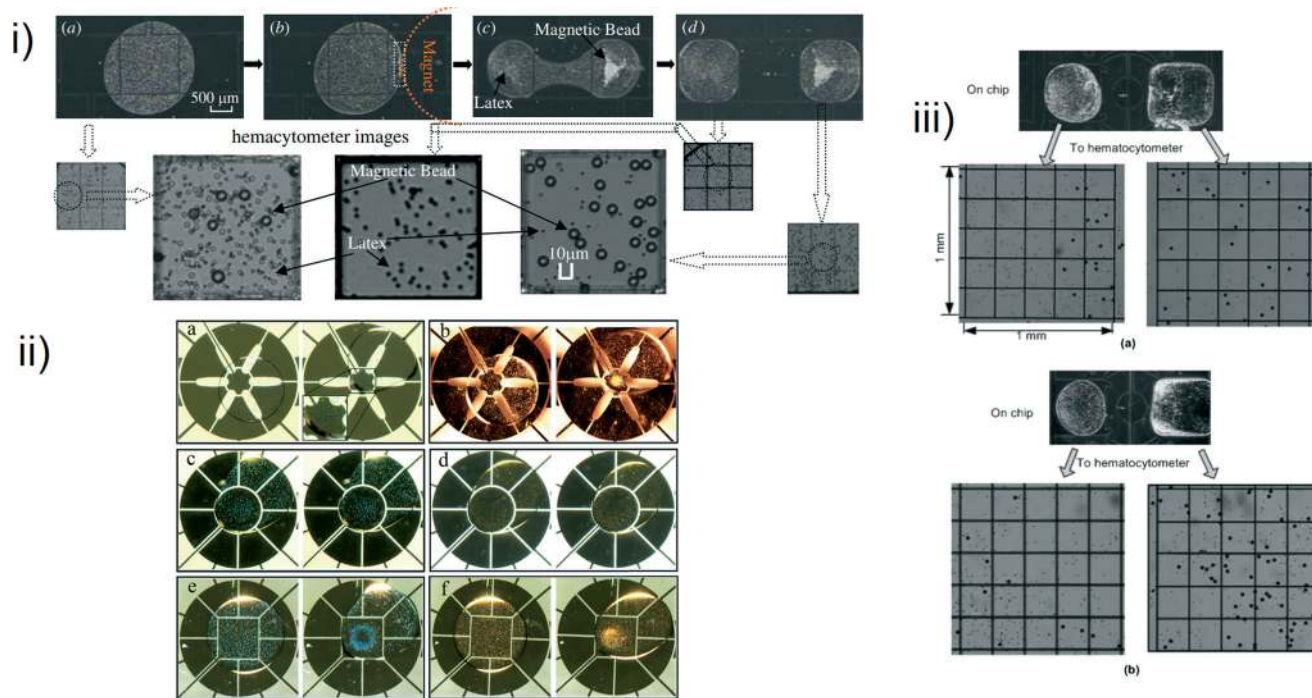 i)
(a)
(b)
(c)
(d)
Magnetic Bead
Magnet
Latex
500 μm
hemacytometer images
Magnetic Bead
Latex
10μm
ii)
a
b
c
d
e
f
iii)
On chip
To hematocytometer
1 mm
1 mm
(a)
On chip
To hematocytometer
(b)